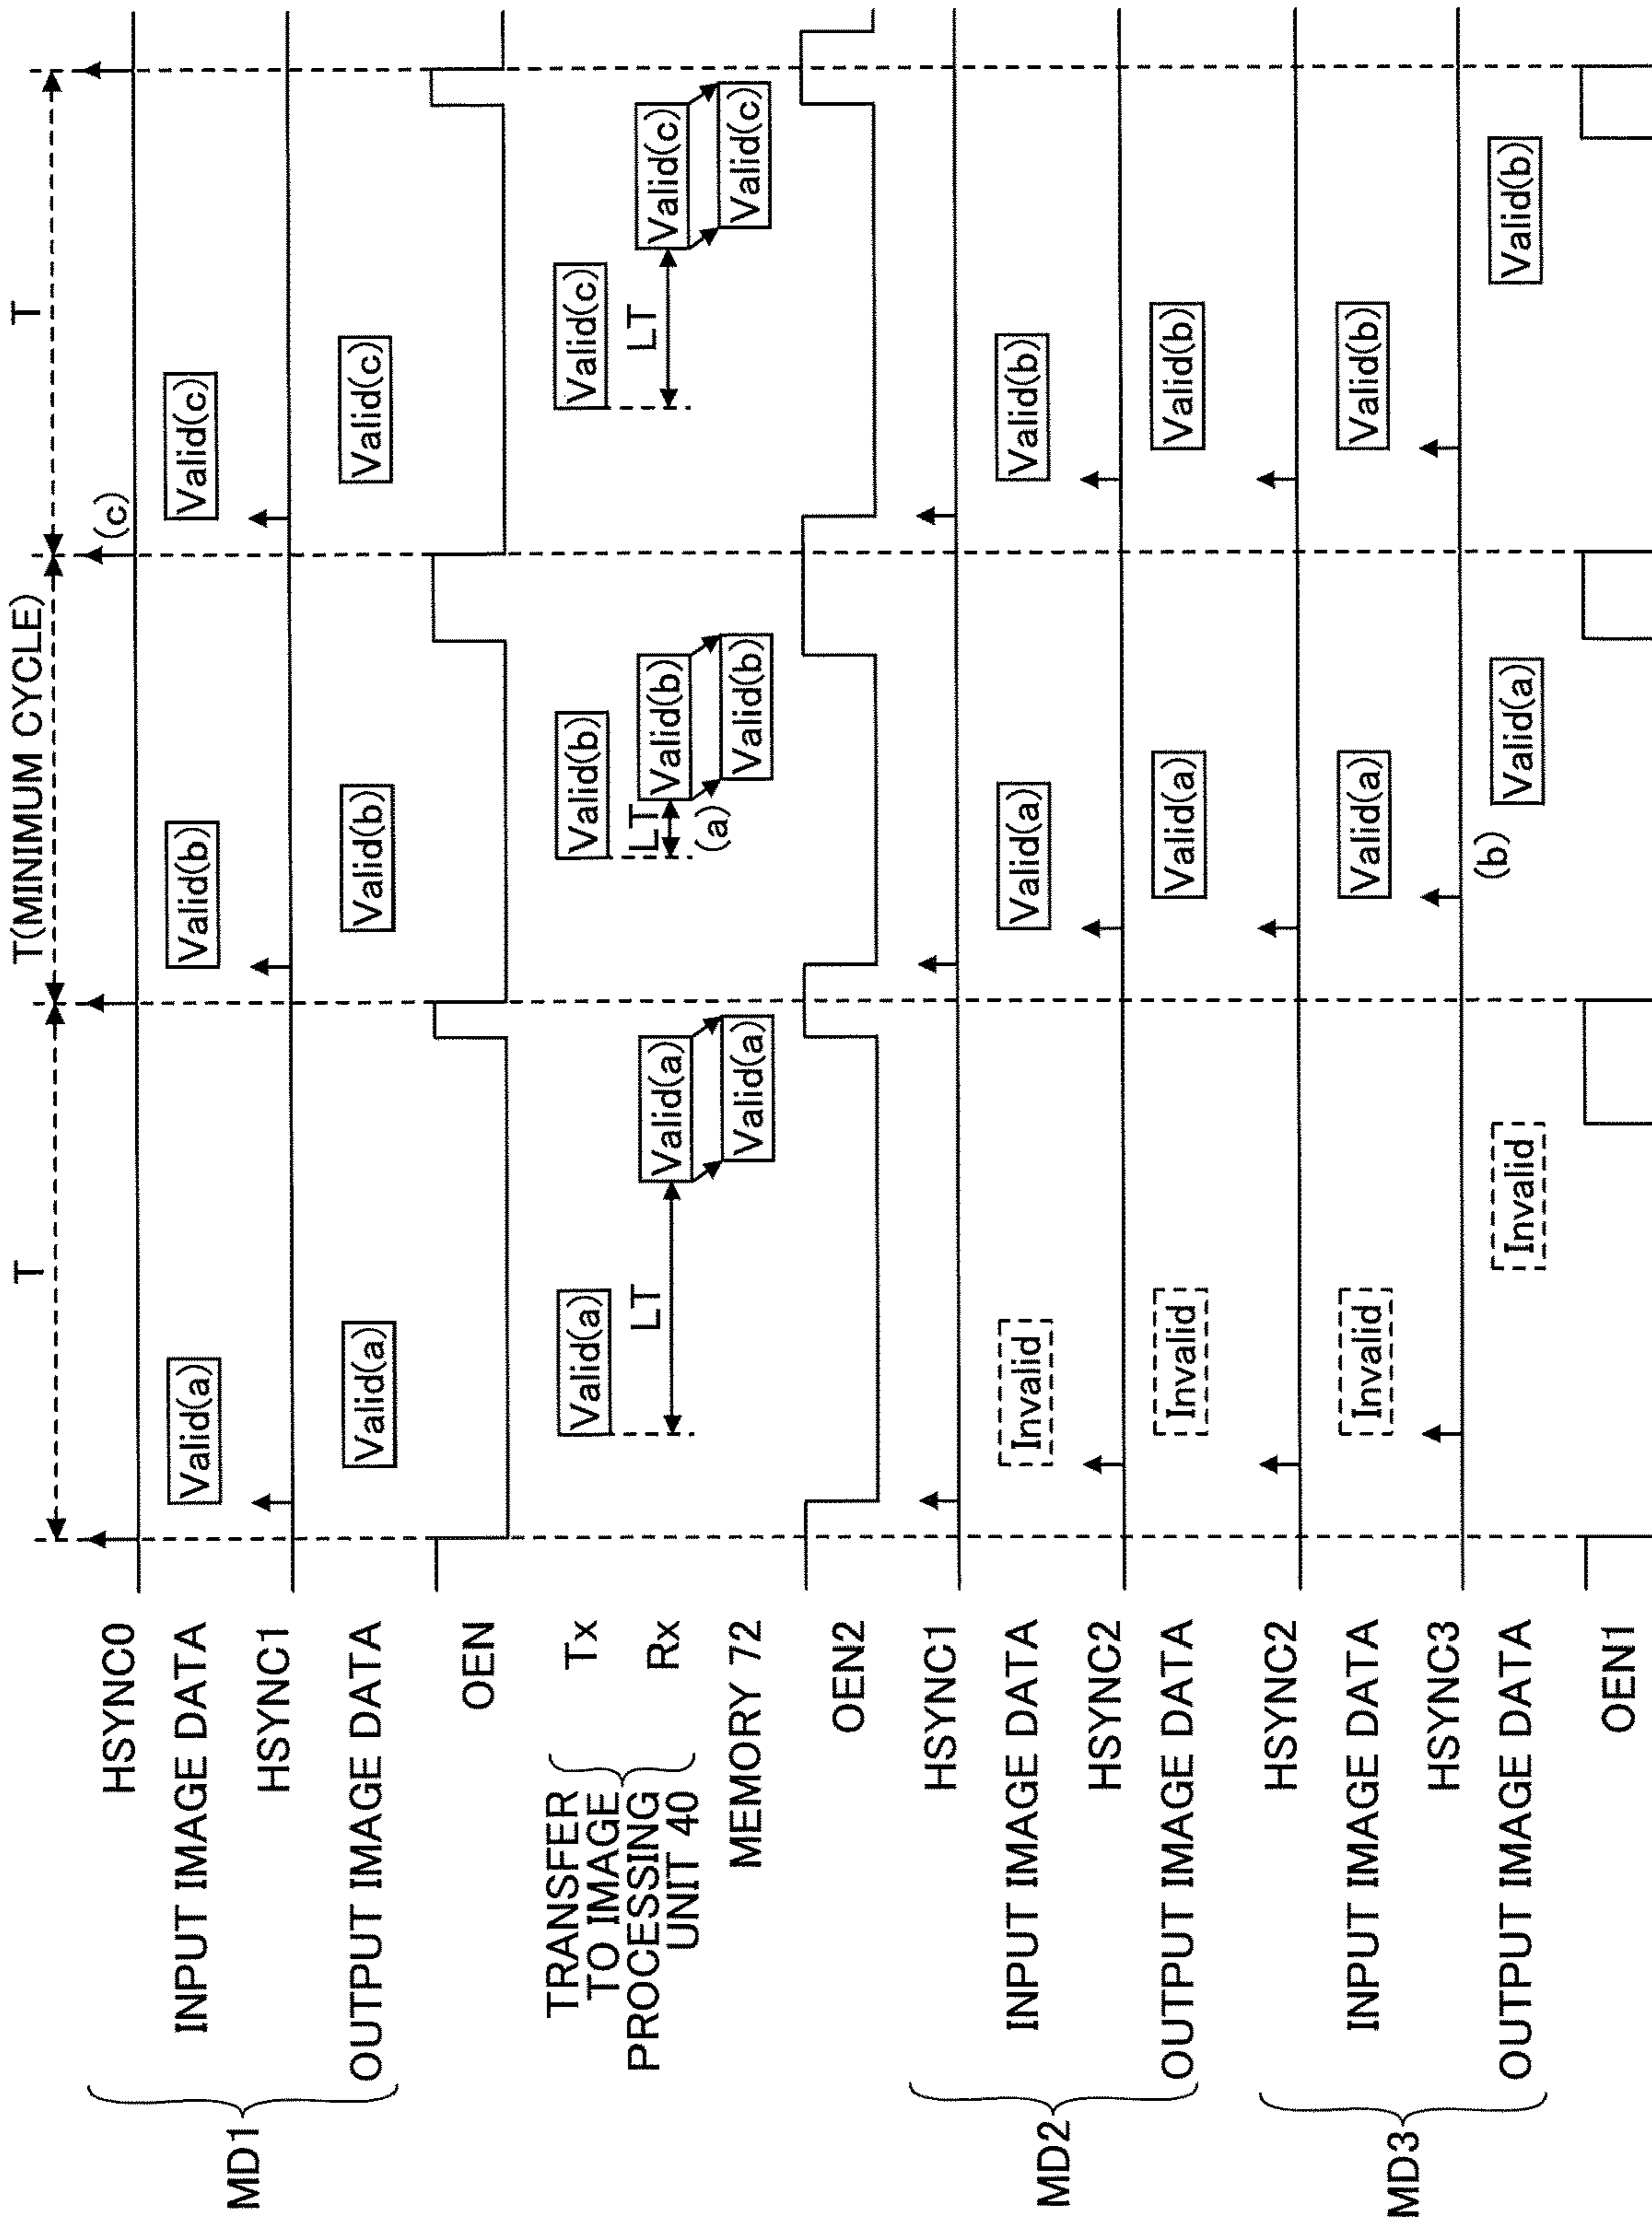 T
T(MINIMUM CYCLE)
T
HSYNC0
(c)
MD1
INPUT IMAGE DATA
Valid(a)
Valid(b)
Valid(c)
HSYNC1
OUTPUT IMAGE DATA
Valid(a)
Valid(b)
Valid(c)
OEN
TRANSFER
TO IMAGE
PROCESSING
UNIT 40
Tx
Valid(a)
Valid(b)
Valid(c)
LT
LT
LT
Rx
Valid(a)
Valid(b)
Valid(c)
(a)
MEMORY 72
Valid(a)
Valid(b)
Valid(c)
OEN2
HSYNC1
MD2
INPUT IMAGE DATA
Invalid
Valid(a)
Valid(b)
HSYNC2
OUTPUT IMAGE DATA
Invalid
Valid(a)
Valid(b)
HSYNC2
MD3
INPUT IMAGE DATA
Invalid
Valid(a)
Valid(b)
HSYNC3
(b)
OUTPUT IMAGE DATA
Invalid
Valid(a)
Valid(b)
OEN1